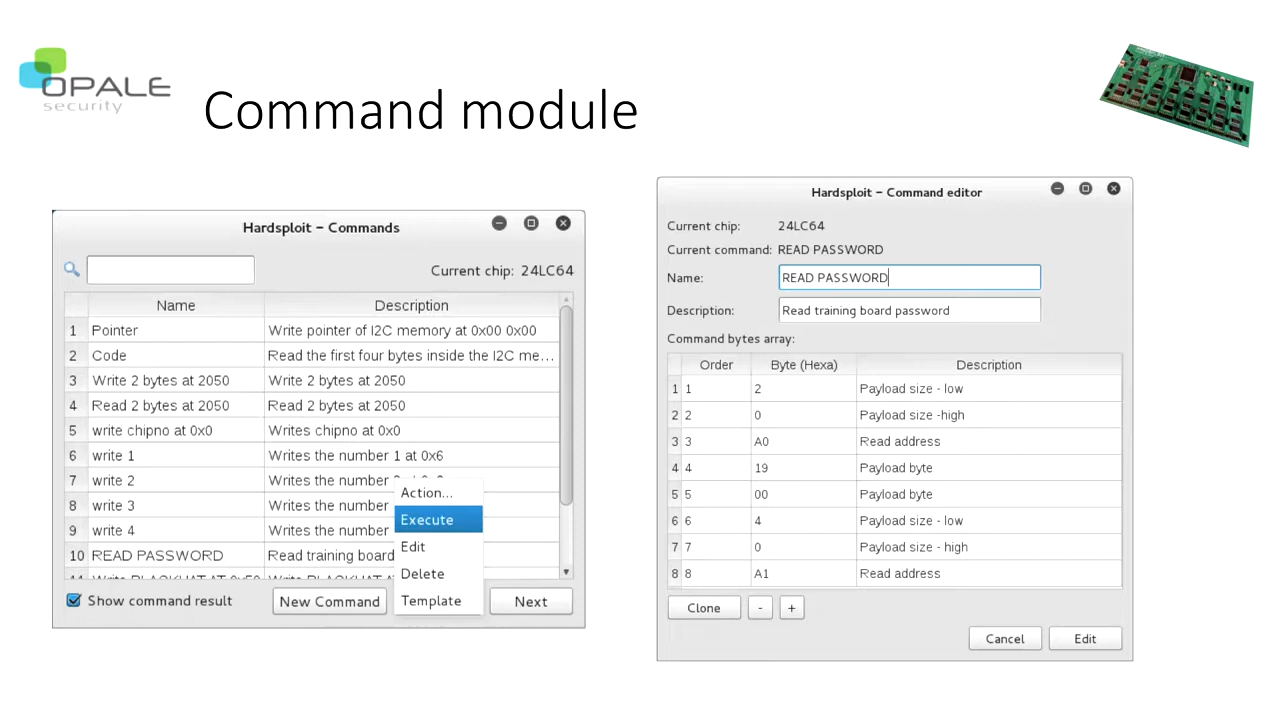 OPALE
security
Command module
Hardsploit – Commands
Current chip: 24LC64
Name Description
1 Pointer Write pointer of I2C memory at 0x00 0x00
2 Code Read the first four bytes inside the I2C me...
3 Write 2 bytes at 2050 Write 2 bytes at 2050
4 Read 2 bytes at 2050 Read 2 bytes at 2050
5 write chipno at 0x0 Writes chipno at 0x0
6 write 1 Writes the number 1 at 0x6
7 write 2 Writes the number
8 write 3 Writes the number
9 write 4 Writes the number
10 READ PASSWORD Read training board
Action...
Execute
Edit
Delete
Template
Show command result
New Command
Next
Hardsploit – Command editor
Current chip: 24LC64
Current command: READ PASSWORD
Name: READ PASSWORD
Description: Read training board password
Command bytes array:
Order Byte (Hexa) Description
1 1 2 Payload size - low
2 2 0 Payload size -high
3 3 A0 Read address
4 4 19 Payload byte
5 5 00 Payload byte
6 6 4 Payload size - low
7 7 0 Payload size - high
8 8 A1 Read address
Clone - +
Cancel Edit